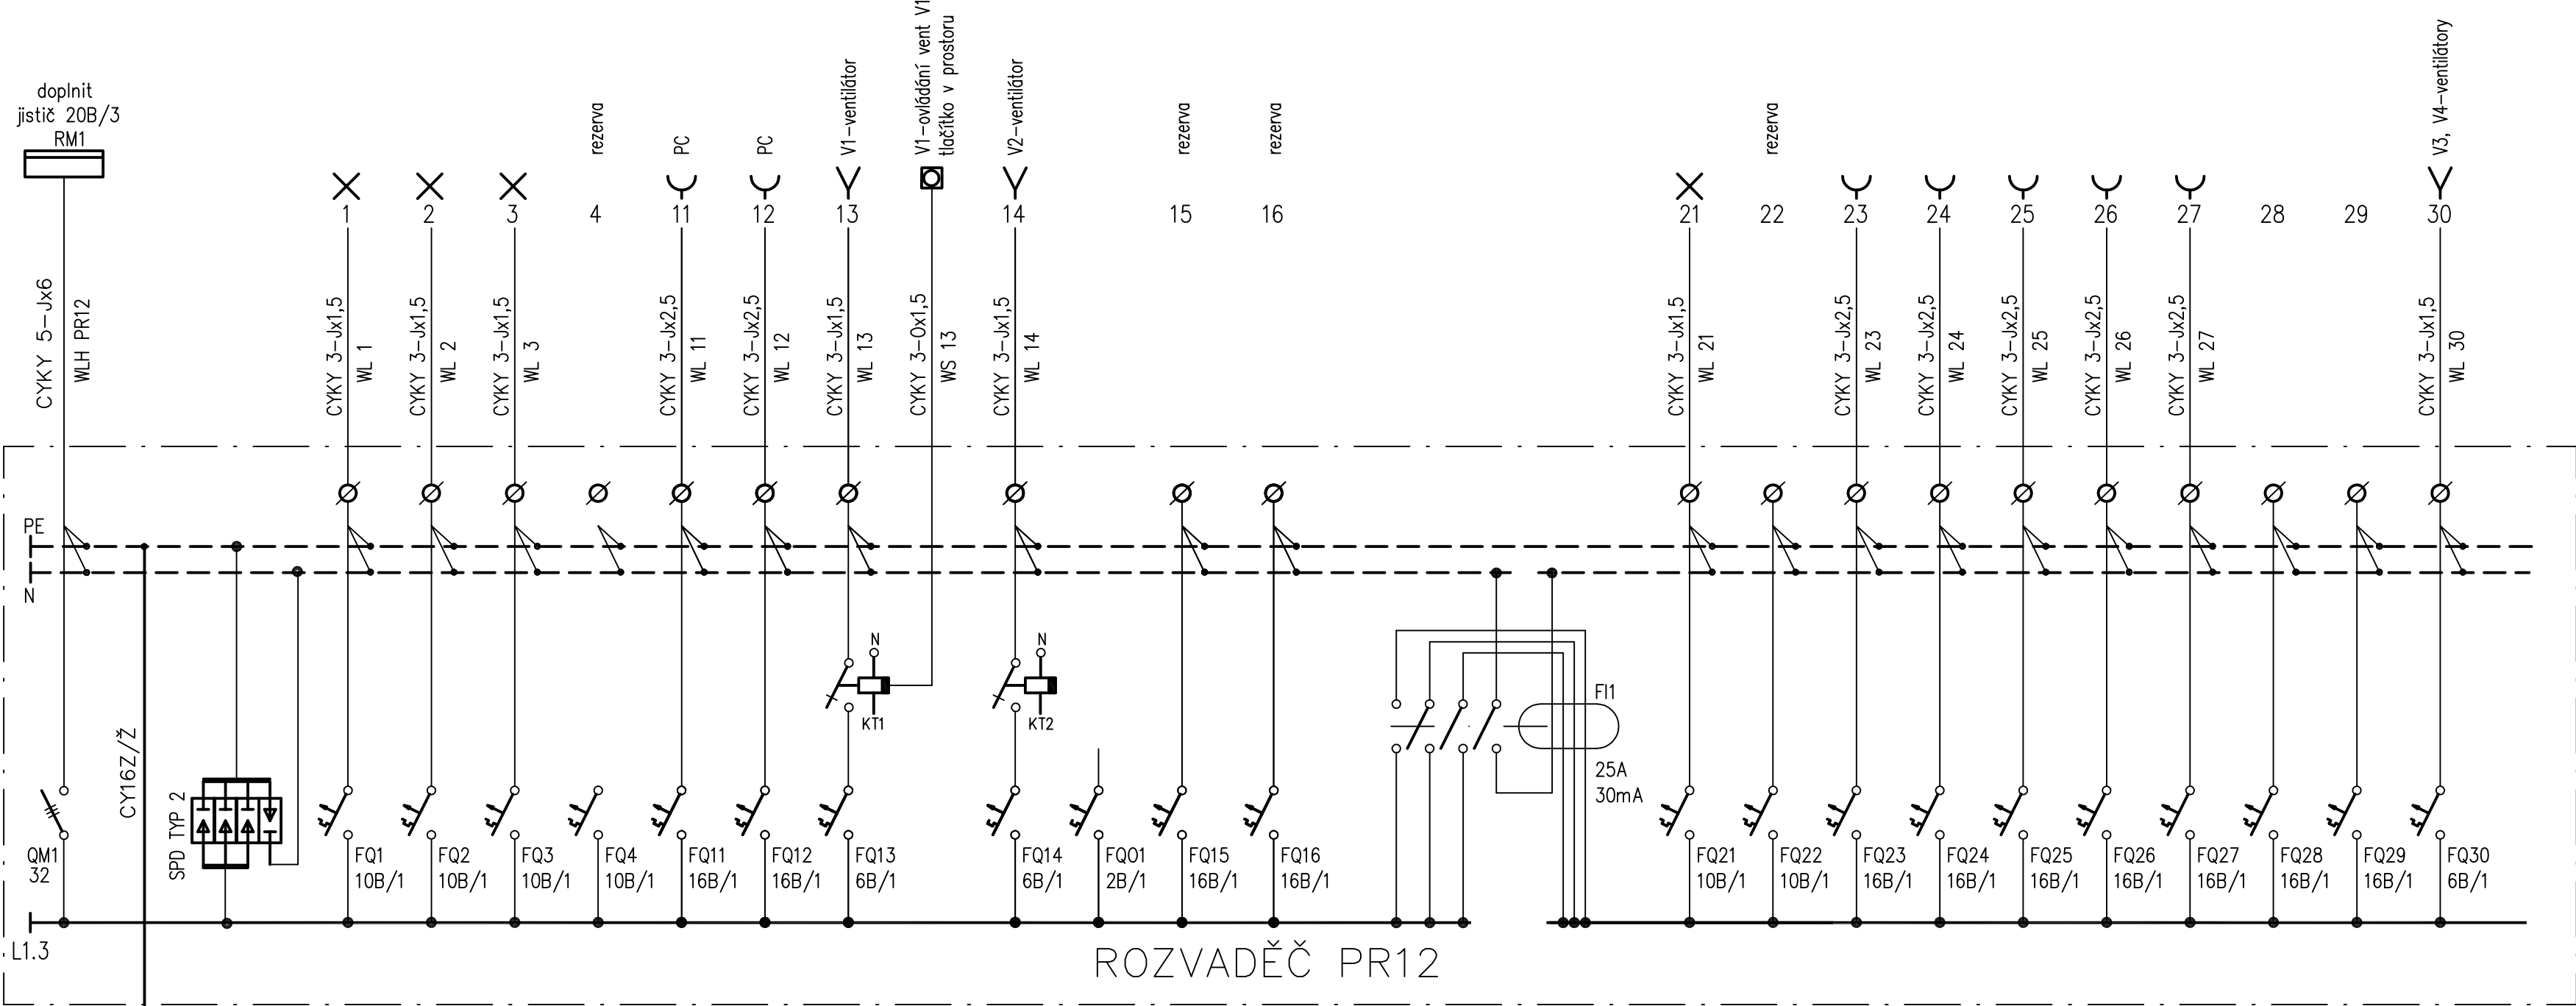 doplnit
jistič 20B/3
RM1
CYKY 5-Jx6
WLH PR12
1
CYKY 3-Jx1,5
WL 1
2
CYKY 3-Jx1,5
WL 2
3
CYKY 3-Jx1,5
WL 3
rezerva
4
PC
11
CYKY 3-Jx2,5
WL 11
PC
12
CYKY 3-Jx2,5
WL 12
V1-ventilátor
13
CYKY 3-Jx1,5
WL 13
V1-ovládání vent V1
tlačítko v prostoru
CYKY 3-Ox1,5
WS 13
V2-ventilátor
14
CYKY 3-Jx1,5
WL 14
rezerva
15
rezerva
16
21
CYKY 3-Jx1,5
WL 21
rezerva
22
23
CYKY 3-Jx2,5
WL 23
24
CYKY 3-Jx2,5
WL 24
25
CYKY 3-Jx2,5
WL 25
26
CYKY 3-Jx2,5
WL 26
27
CYKY 3-Jx2,5
WL 27
28
29
V3, V4-ventilátory
30
CYKY 3-Jx1,5
WL 30
PE
N
N
KT1
N
KT2
FI1
25A
30mA
CY16Z/Ž
SPD TYP 2
QM1
32
FQ1
10B/1
FQ2
10B/1
FQ3
10B/1
FQ4
10B/1
FQ11
16B/1
FQ12
16B/1
FQ13
6B/1
FQ14
6B/1
FQ01
2B/1
FQ15
16B/1
FQ16
16B/1
FQ21
10B/1
FQ22
10B/1
FQ23
16B/1
FQ24
16B/1
FQ25
16B/1
FQ26
16B/1
FQ27
16B/1
FQ28
16B/1
FQ29
16B/1
FQ30
6B/1
L1.3
ROZVADĚČ PR12